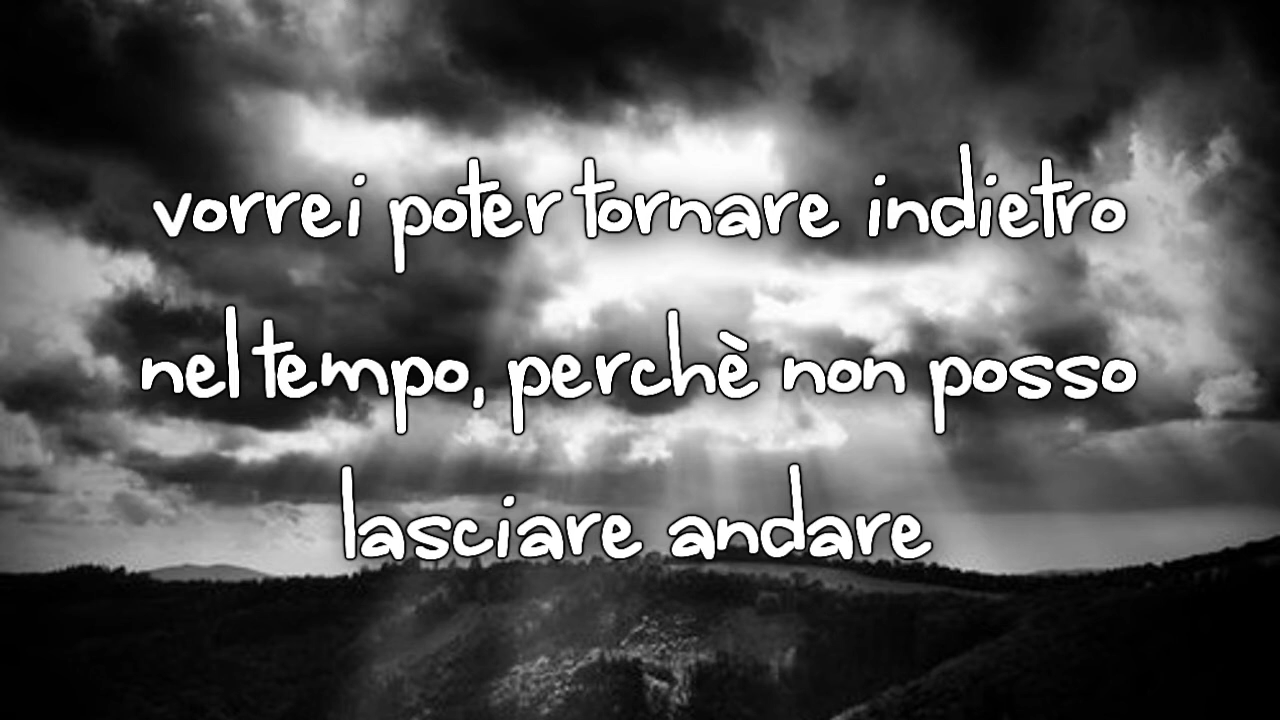 vorrei poter tornare indietro
nel tempo, perchè non posso
lasciare andare